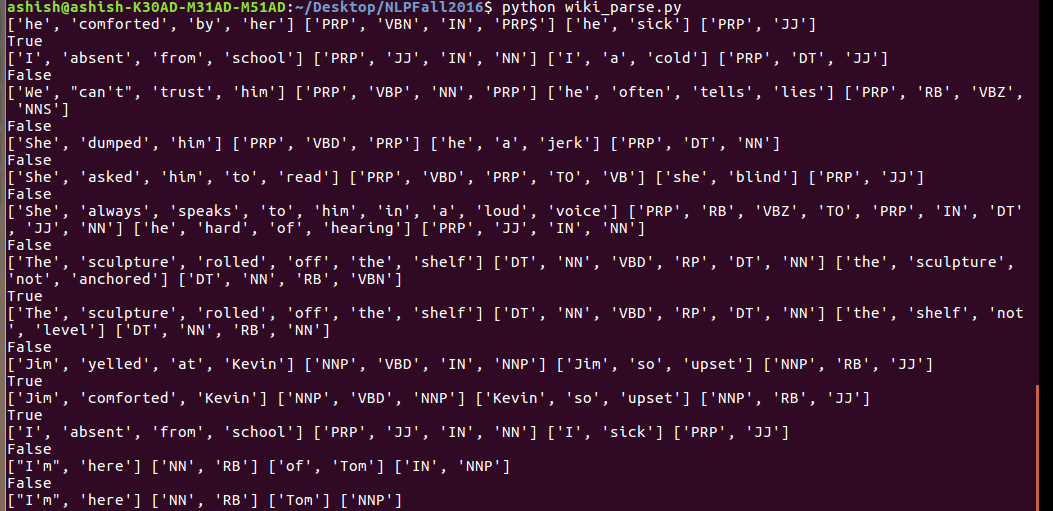 ashish@ashish-K30AD-M31AD-M51AD:~/Desktop/NLPFall2016$ python wiki_parse.py
['he', 'comforted', 'by', 'her'] ['PRP', 'VBN', 'IN', 'PRP$'] ['he', 'sick'] ['PRP', 'JJ']
True
['I', 'absent', 'from', 'school'] ['PRP', 'JJ', 'IN', 'NN'] ['I', 'a', 'cold'] ['PRP', 'DT', 'JJ']
False
['We', "can't", 'trust', 'him'] ['PRP', 'VBP', 'NN', 'PRP'] ['he', 'often', 'tells', 'lies'] ['PRP', 'RB', 'VBZ',
'NNS']
False
['She', 'dumped', 'him'] ['PRP', 'VBD', 'PRP'] ['he', 'a', 'jerk'] ['PRP', 'DT', 'NN']
False
['She', 'asked', 'him', 'to', 'read'] ['PRP', 'VBD', 'PRP', 'TO', 'VB'] ['she', 'blind'] ['PRP', 'JJ']
False
['She', 'always', 'speaks', 'to', 'him', 'in', 'a', 'loud', 'voice'] ['PRP', 'RB', 'VBZ', 'TO', 'PRP', 'IN', 'DT'
, 'JJ', 'NN'] ['he', 'hard', 'of', 'hearing'] ['PRP', 'JJ', 'IN', 'NN']
False
['The', 'sculpture', 'rolled', 'off', 'the', 'shelf'] ['DT', 'NN', 'VBD', 'RP', 'DT', 'NN'] ['the', 'sculpture',
'not', 'anchored'] ['DT', 'NN', 'RB', 'VBN']
True
['The', 'sculpture', 'rolled', 'off', 'the', 'shelf'] ['DT', 'NN', 'VBD', 'RP', 'DT', 'NN'] ['the', 'shelf', 'not
', 'level'] ['DT', 'NN', 'RB', 'NN']
False
['Jim', 'yelled', 'at', 'Kevin'] ['NNP', 'VBD', 'IN', 'NNP'] ['Jim', 'so', 'upset'] ['NNP', 'RB', 'JJ']
True
['Jim', 'comforted', 'Kevin'] ['NNP', 'VBD', 'NNP'] ['Kevin', 'so', 'upset'] ['NNP', 'RB', 'JJ']
True
['I', 'absent', 'from', 'school'] ['PRP', 'JJ', 'IN', 'NN'] ['I', 'sick'] ['PRP', 'JJ']
False
["I'm", 'here'] ['NN', 'RB'] ['of', 'Tom'] ['IN', 'NNP']
False
["I'm", 'here'] ['NN', 'RB'] ['Tom'] ['NNP']